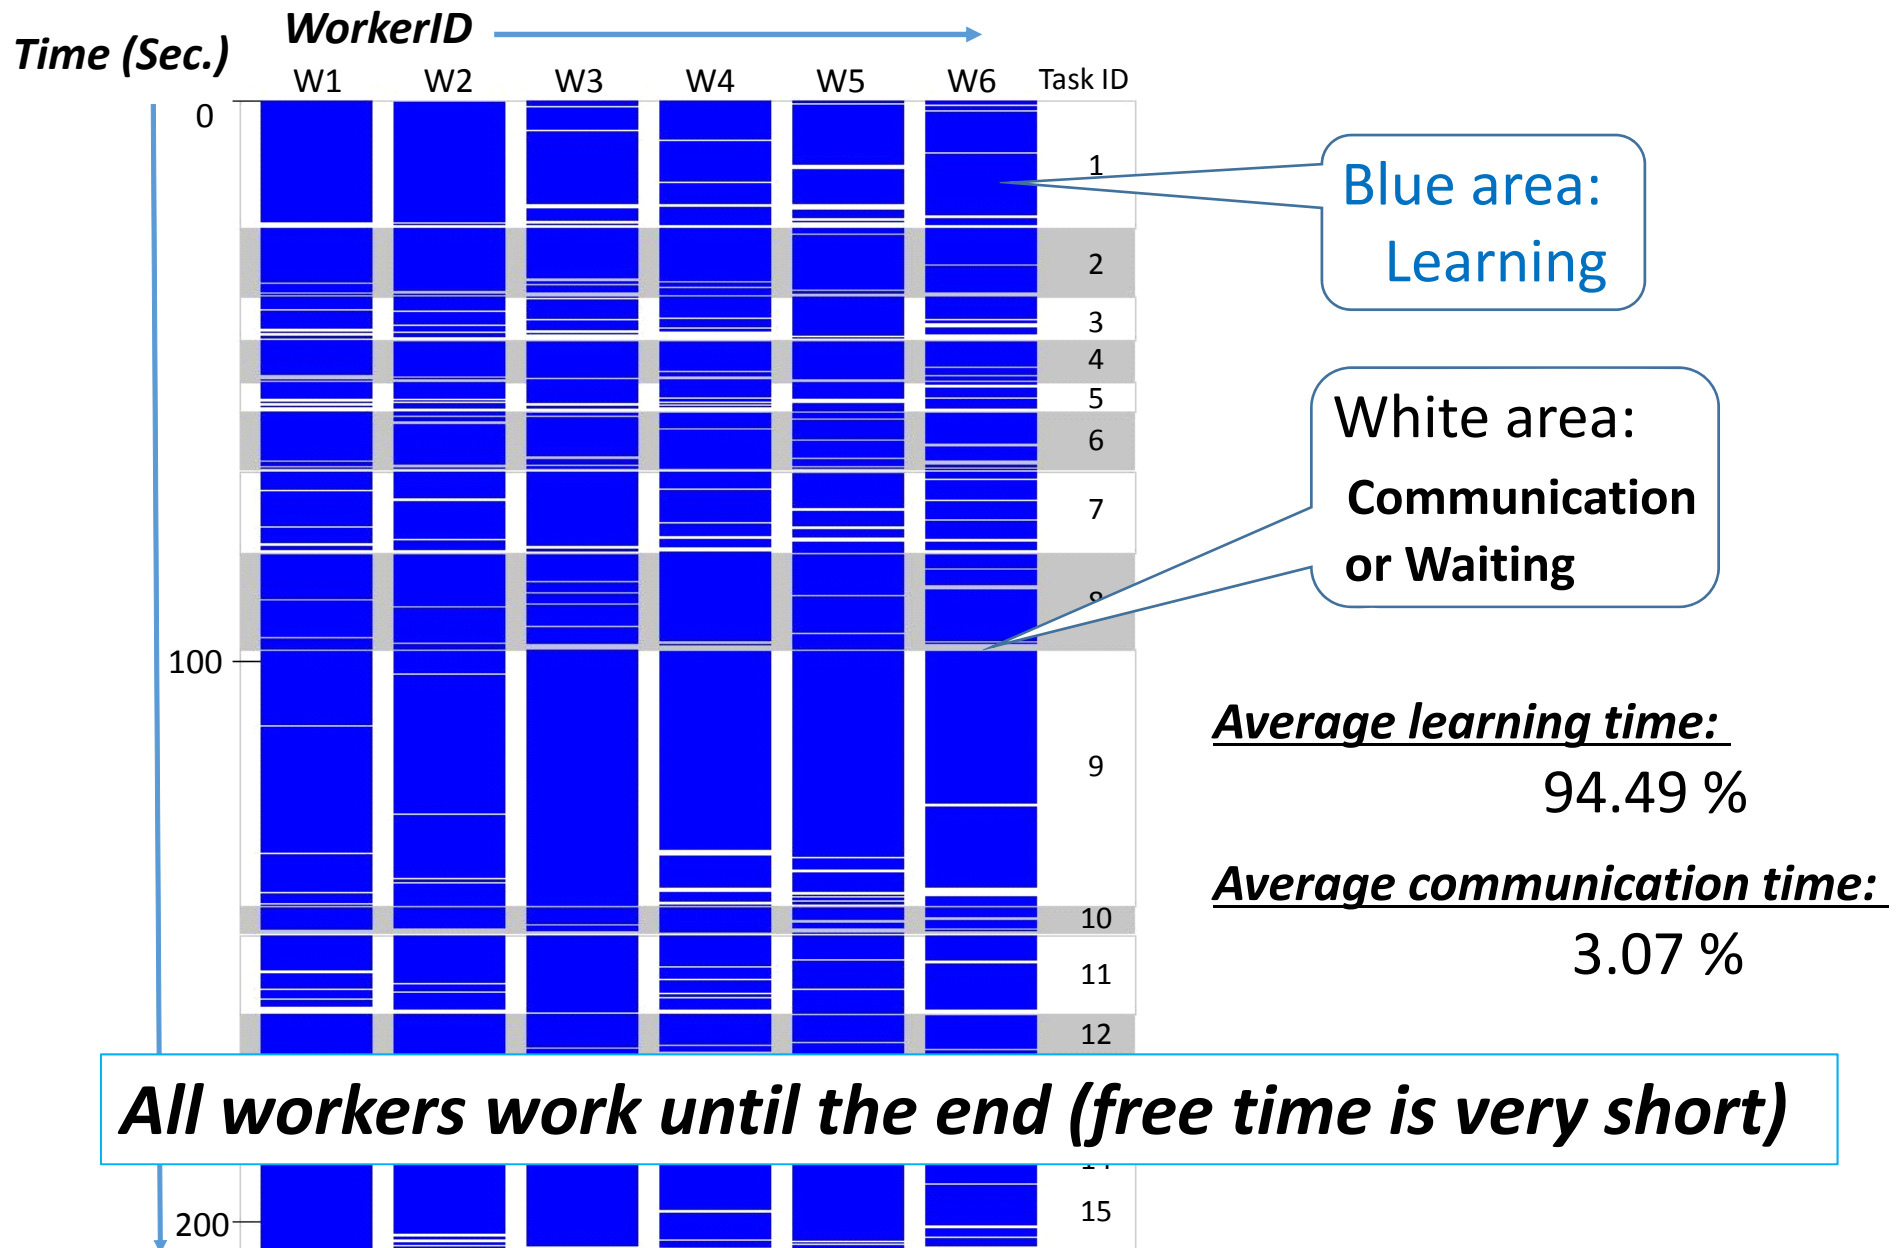 WorkerID
Time (Sec.)
W1 W2 W3 W4 W5 W6 Task ID
0
1
Blue area:
Learning
2
3
4
5
6
White area:
Communication
or Waiting
7
8
100
9
Average learning time:
94.49 %
Average communication time:
3.07 %
10
11
12
All workers work until the end (free time is very short)
15
200